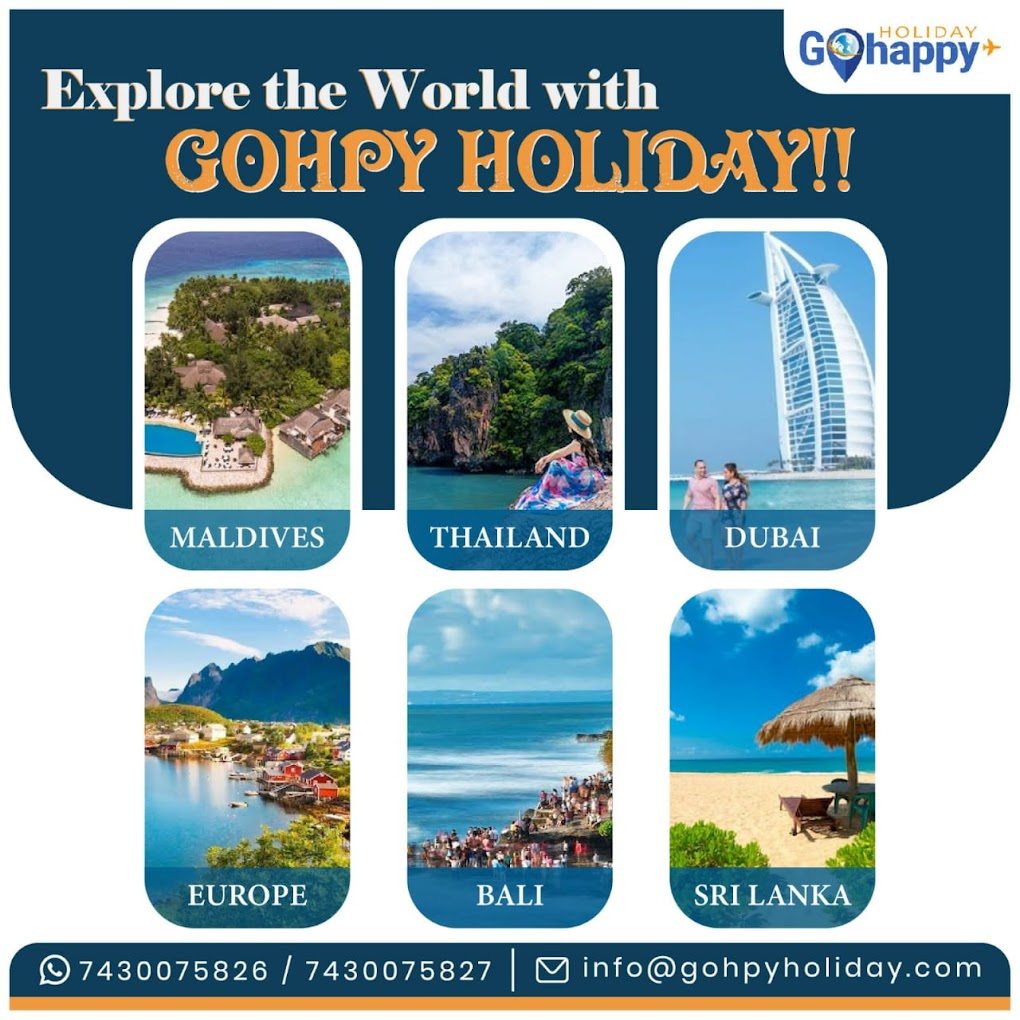 HOLIDAY
GOhappy
Explore the World with
GOHPY HOLIDAY!!
MALDIVES
THAILAND
DUBAI
EUROPE
BALI
SRI LANKA
7430075826 / 7430075827 | info@gohpyholiday.com